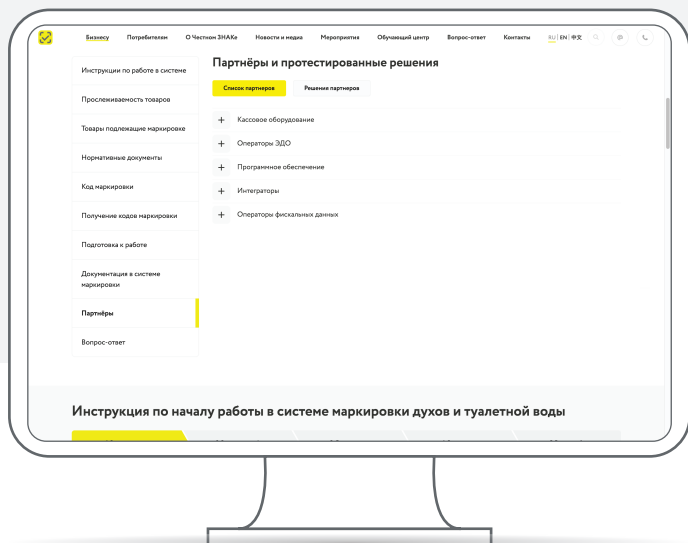 Бизнесу Потребителям О Честном ЗНАКе Новости и медиа Мероприятия Обучающий центр Вопрос-ответ Контакты RU | EN | 中文
Партнёры и протестированные решения
Список партнеров Решения партнеров
Кассовое оборудование
Операторы ЭДО
Программное обеспечение
Интеграторы
Операторы фискальных данных
Инструкции по работе в системе
Прослеживаемость товаров
Товары подлежащие маркировке
Нормативные документы
Код маркировки
Получение кодов маркировки
Подготовка к работе
Документация в системе
маркировки
Партнёры
Вопрос-ответ
Инструкция по началу работы в системе маркировки духов и туалетной воды